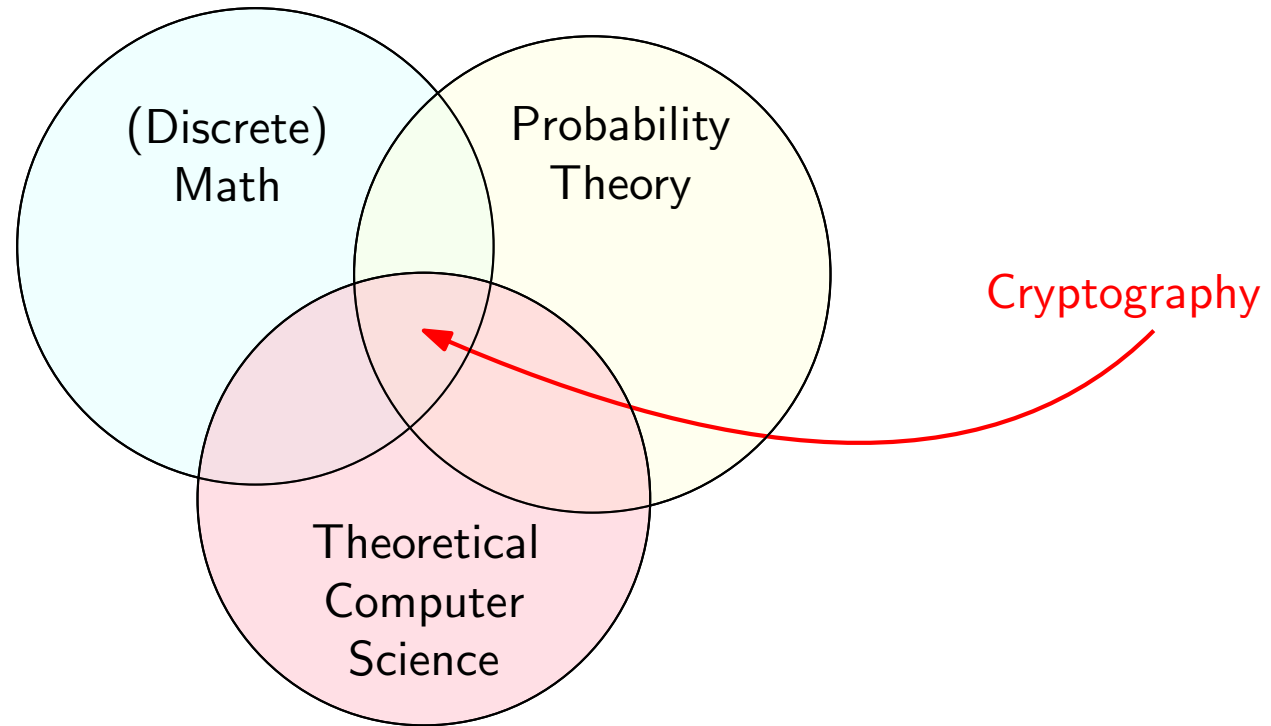 (Discrete)
Math
Probability
Theory
Cryptography
Theoretical
Computer
Science